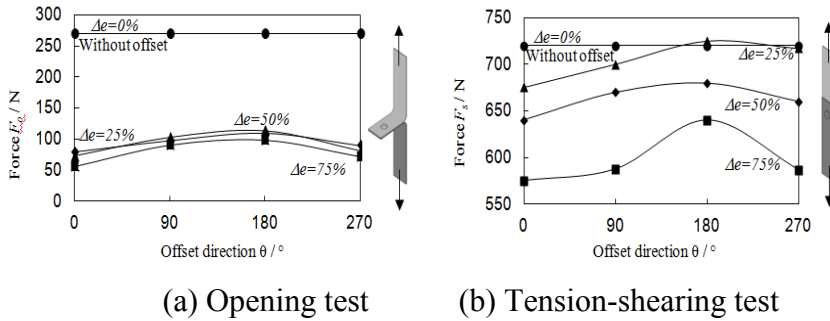 300
250
200
150
100
50
0
Force F_o / N
Δe=0%
Without offset
Δe=25%
Δe=50%
Δe=75%
0 90 180 270
Offset direction θ / °
(a) Opening test
750
700
650
600
550
Force F_s / N
Δe=0%
Without offset
Δe=25%
Δe=50%
Δe=75%
0 90 180 270
Offset direction θ / °
(b) Tension-shearing test